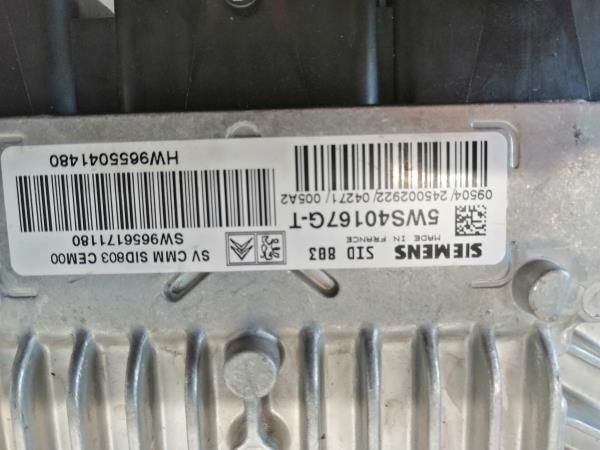 SIEMENS SID 803
MADE IN FRANCE
5WS40167G-T
09504/ 245002922/ 04271/ 005A2
SV CMM SID803 CEM00
SW9656171180
HW9655041480